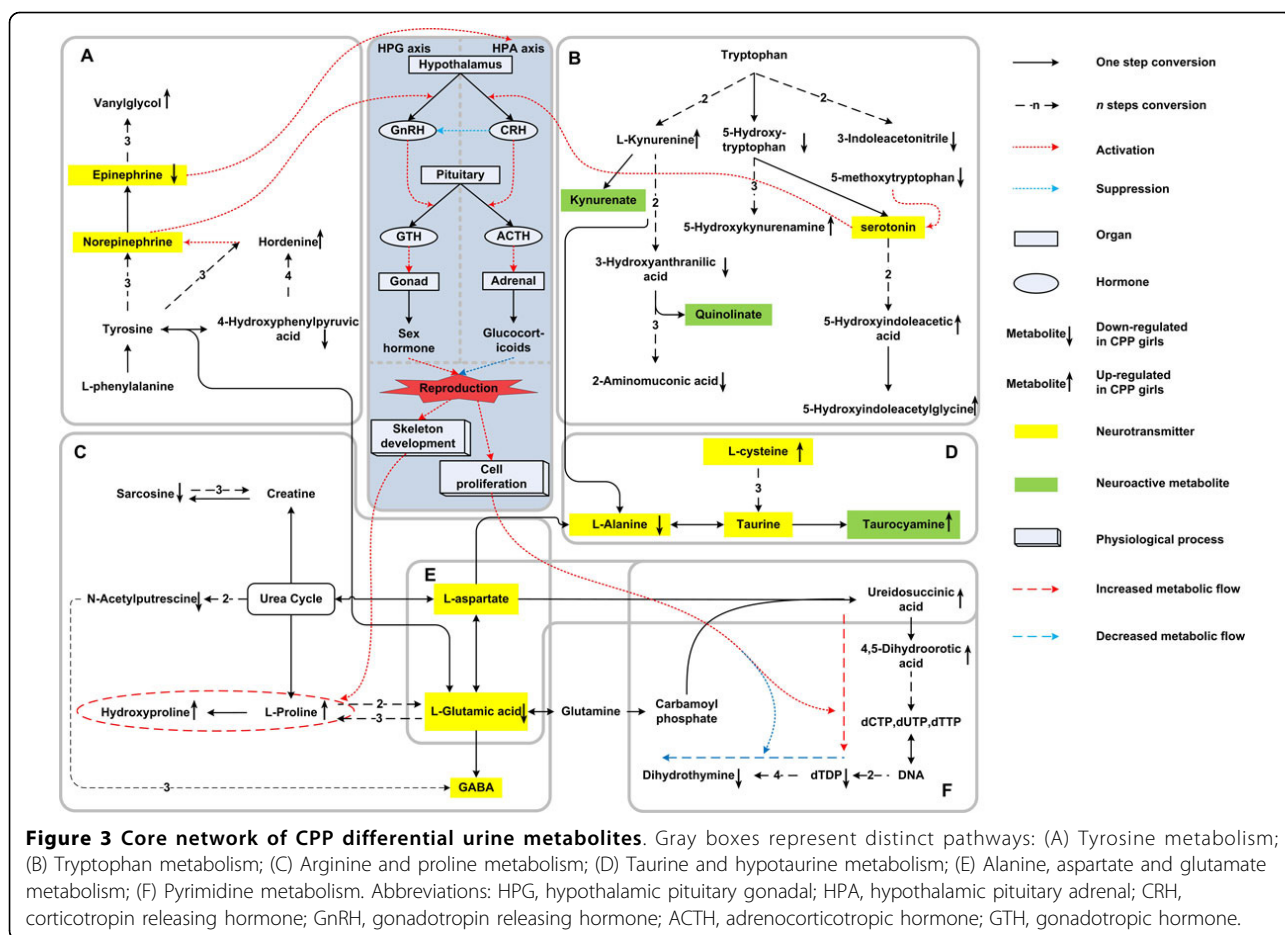 A
Vanylglycol
3
Epinephrine
Norepinephrine
Hordenine
3
3
4
Tyrosine
4-Hydroxyphenylpyruvic
acid
L-phenylalanine
HPG axis
HPA axis
Hypothalamus
GnRH
CRH
Pituitary
GTH
ACTH
Gonad
Adrenal
Sex
hormone
Glucocort-
icoids
Reproduction
Skeleton
development
Cell
proliferation
B
Tryptophan
2
2
L-Kynurenine
5-Hydroxy-
tryptophan
3-Indoleacetonitrile
5-methoxytryptophan
Kynurenate
2
3
5-Hydroxykynurenamine
serotonin
3-Hydroxyanthranilic
acid
2
Quinolinate
3
5-Hydroxyindoleacetic
acid
2-Aminomuconic acid
5-Hydroxyindoleacetylglycine
C
Sarcosine
3
Creatine
N-Acetylputrescine
2
Urea Cycle
Hydroxyproline
L-Proline
2
3
3
GABA
D
L-cysteine
3
L-Alanine
Taurine
Taurocyamine
E
L-aspartate
L-Glutamic acid
Glutamine
Carbamoyl
phosphate
Ureidosuccinic
acid
4,5-Dihydroorotic
acid
dCTP,dUTP,dTTP
Dihydrothymine
4
dTDP
2
DNA
F
One step conversion
n
n steps conversion
Activation
Suppression
Organ
Hormone
Metabolite
Down-regulated
in CPP girls
Metabolite
Up-regulated
in CPP girls
Neurotransmitter
Neuroactive metabolite
Physiological process
Increased metabolic flow
Decreased metabolic flow
Figure 3 Core network of CPP differential urine metabolites. Gray boxes represent distinct pathways: (A) Tyrosine metabolism;
(B) Tryptophan metabolism; (C) Arginine and proline metabolism; (D) Taurine and hypotaurine metabolism; (E) Alanine, aspartate and glutamate
metabolism; (F) Pyrimidine metabolism. Abbreviations: HPG, hypothalamic pituitary gonadal; HPA, hypothalamic pituitary adrenal; CRH,
corticotropin releasing hormone; GnRH, gonadotropin releasing hormone; ACTH, adrenocorticotropic hormone; GTH, gonadotropic hormone.